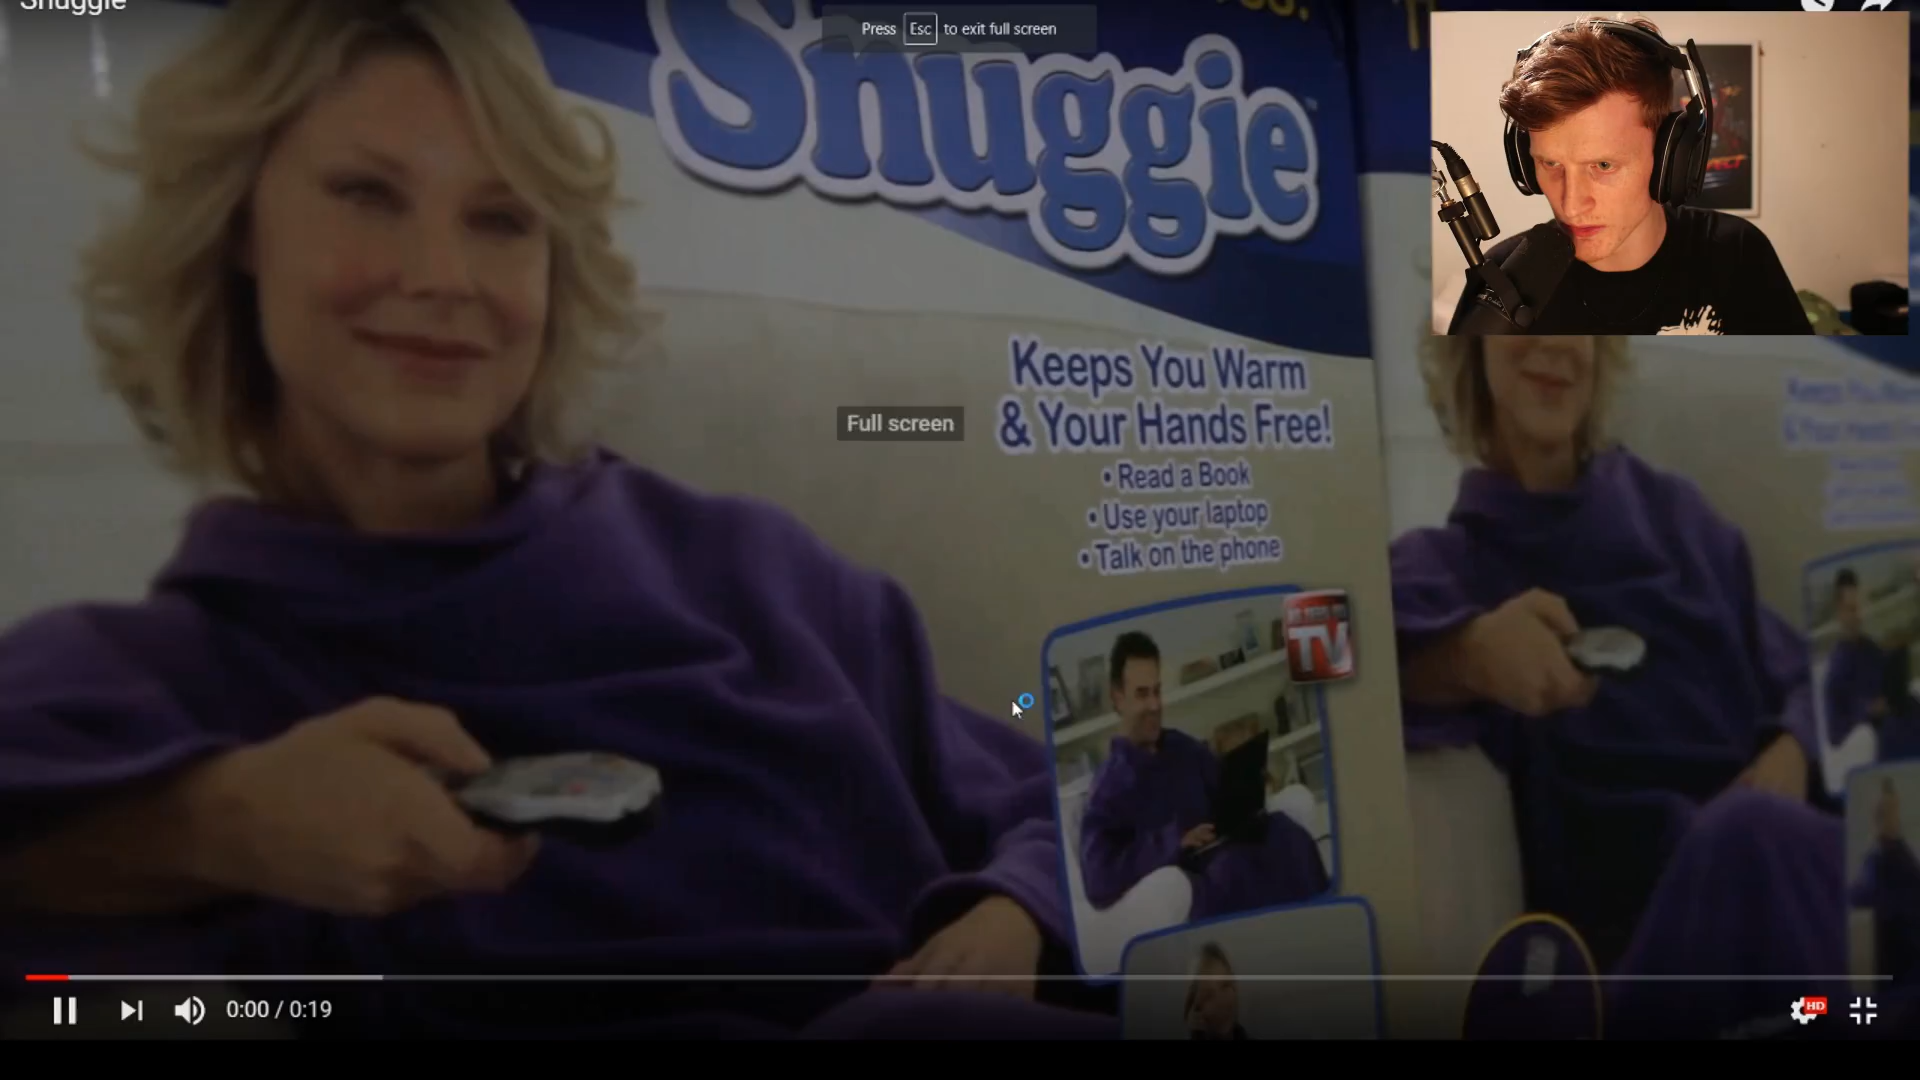 Snuggie
Press Esc to exit full screen
Snuggie
Keeps You Warm
& Your Hands Free!
• Read a Book
• Use your laptop
• Talk on the phone
Full screen
TV
0:00 / 0:19
HD